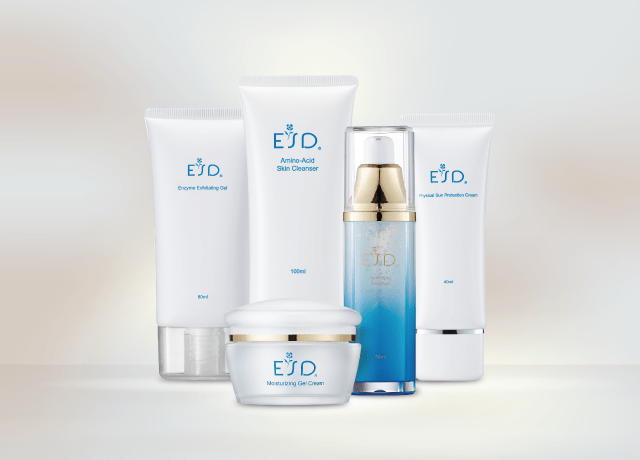 ESD
Enzyme Exfoliating Gel
80ml
ESD
Amino-Acid
Skin Cleanser
100ml
ESD
Moisturizing Gel Cream
ESD
ESD
Physical Sun Protection Cream
40ml